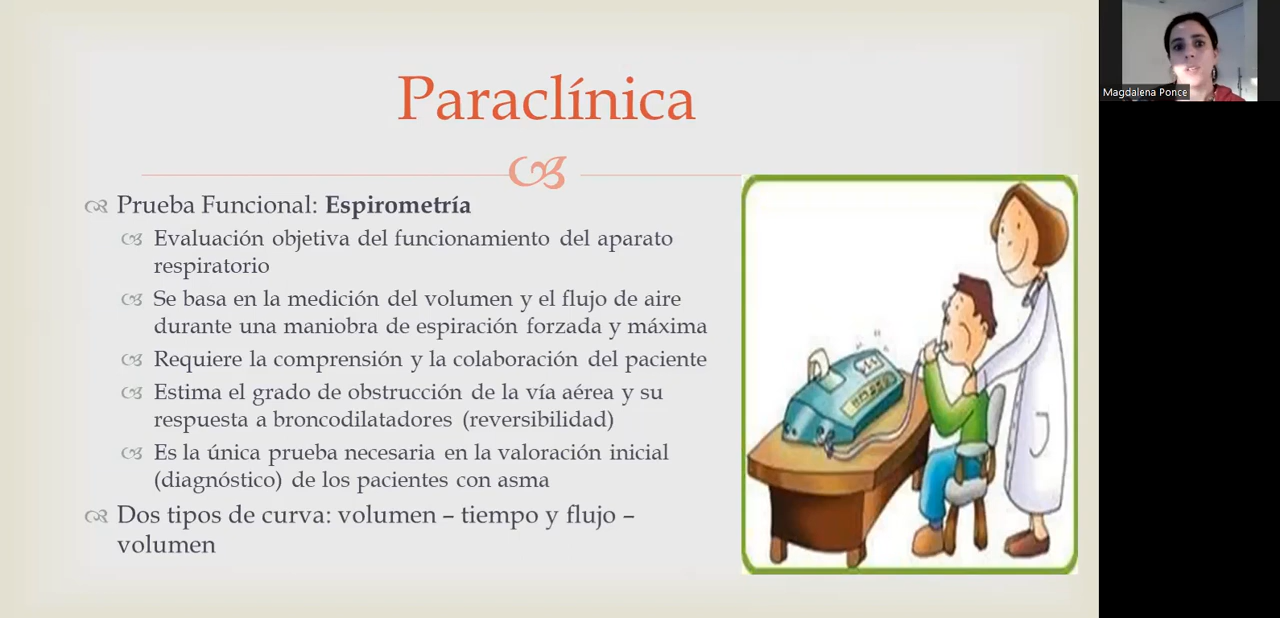 Paraclínica
Prueba Funcional: Espirometría
Evaluación objetiva del funcionamiento del aparato
respiratorio
Se basa en la medición del volumen y el flujo de aire
durante una maniobra de espiración forzada y máxima
Requiere la comprensión y la colaboración del paciente
Estima el grado de obstrucción de la vía aérea y su
respuesta a broncodilatadores (reversibilidad)
Es la única prueba necesaria en la valoración inicial
(diagnóstico) de los pacientes con asma
Dos tipos de curva: volumen – tiempo y flujo –
volumen
Magdalena Ponce